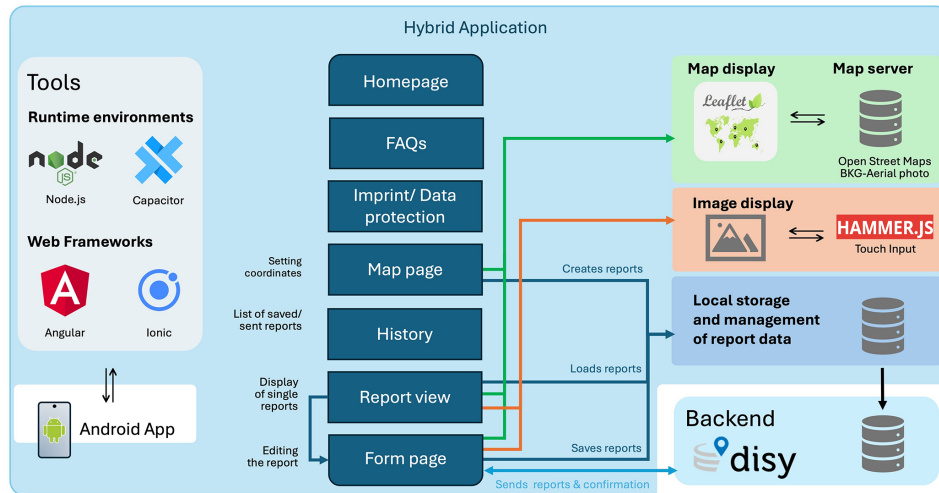 Hybrid Application
Tools
Runtime environments
node
JS
Node.js
Capacitor
Web Frameworks
Angular
Ionic
Android App
Homepage
FAQs
Imprint/ Data
protection
Setting
coordinates
Map page
List of saved/
sent reports
History
Display
of single
reports
Report view
Editing
the report
Form page
Creates reports
Loads reports
Saves reports
Sends reports & confirmation
Map display
Leaflet
Map server
Open Street Maps
BKG-Aerial photo
Image display
HAMMER.JS
Touch Input
Local storage
and management
of report data
Backend
disy